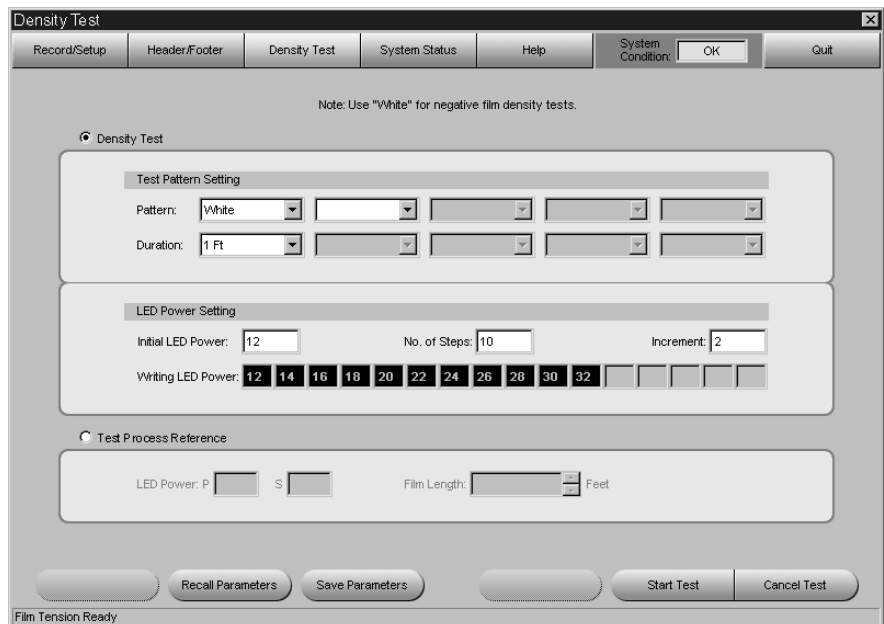 Density Test
Record/Setup Header/Footer Density Test System Status Help System Condition: OK Quit
Note: Use "White" for negative film density tests.
Density Test
Test Pattern Setting
Pattern: White
Duration: 1 Ft
LED Power Setting
Initial LED Power: 12 No. of Steps: 10 Increment: 2
Writing LED Power: 12 14 16 18 20 22 24 26 28 30 32
Test Process Reference
LED Power: P S Film Length: Feet
Recall Parameters Save Parameters Start Test Cancel Test
Film Tension Ready